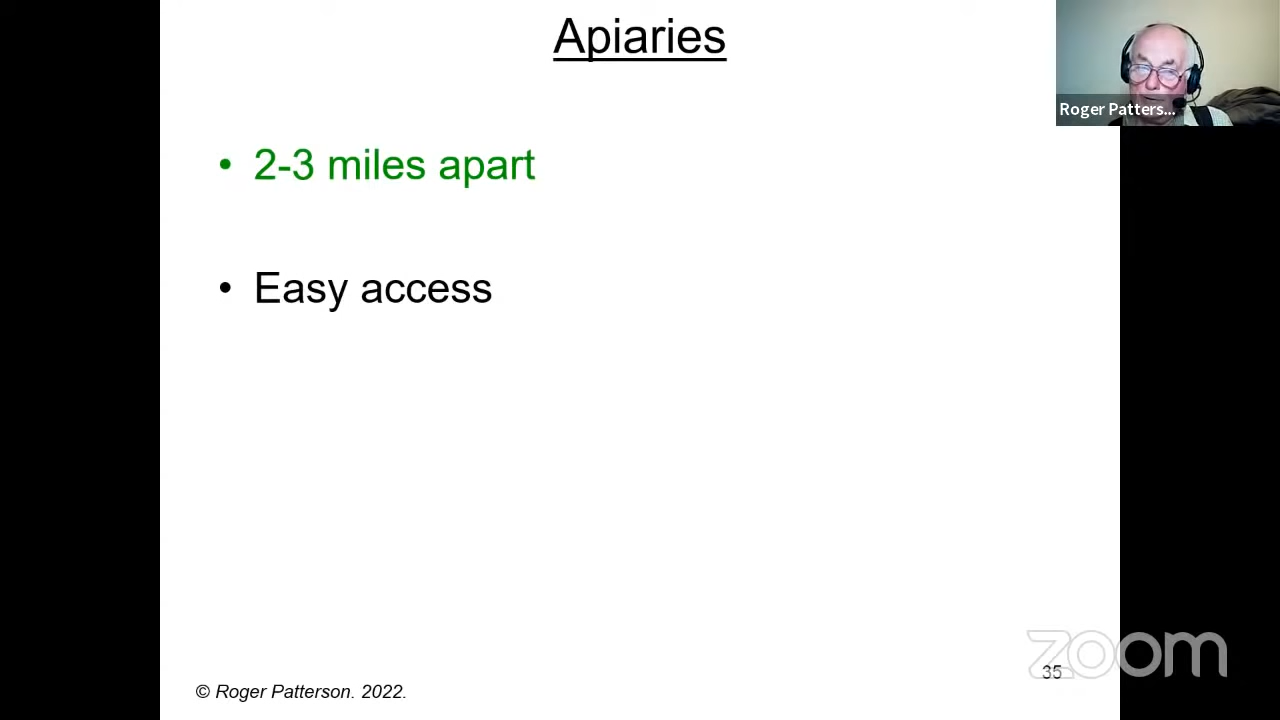 Apiaries
Roger Patters...
• 2-3 miles apart
• Easy access
zoom
35
© Roger Patterson. 2022.